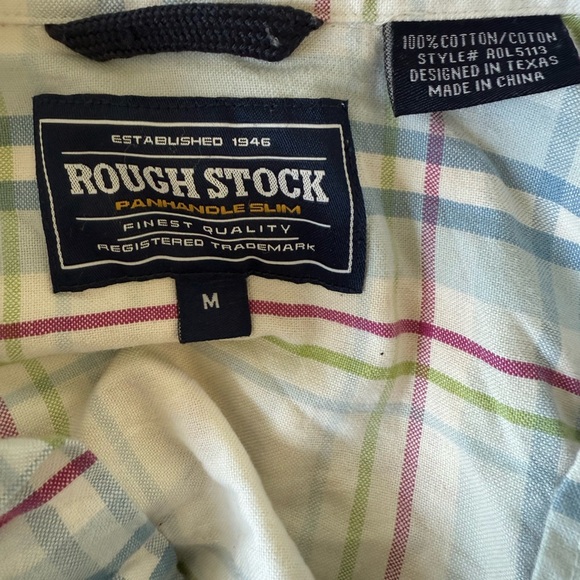 ESTABLISHED 1946
ROUGH STOCK
PANHANDLE SLIM
FINEST QUALITY
REGISTERED TRADEMARK
M
100% COTTON/COTON
STYLE# R0L5113
DESIGNED IN TEXAS
MADE IN CHINA